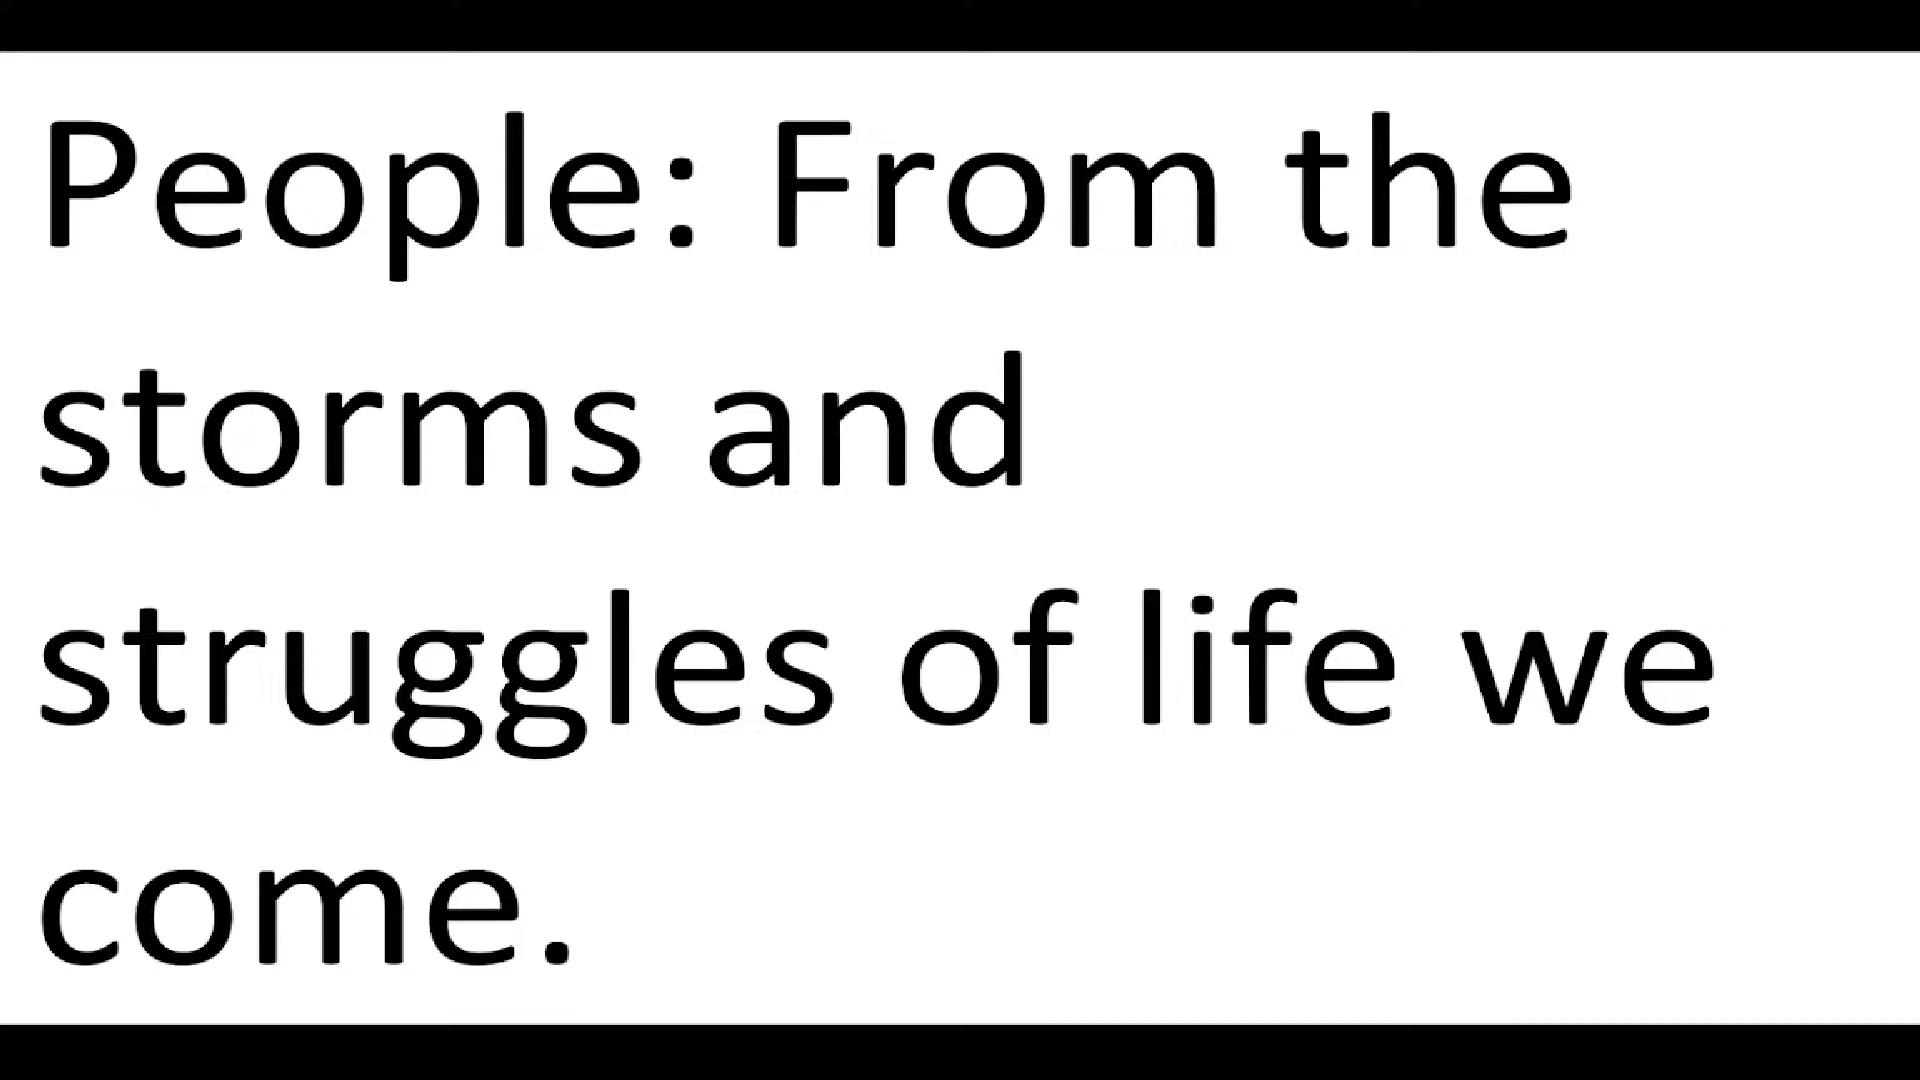 People: From the
storms and
struggles of life we
come.